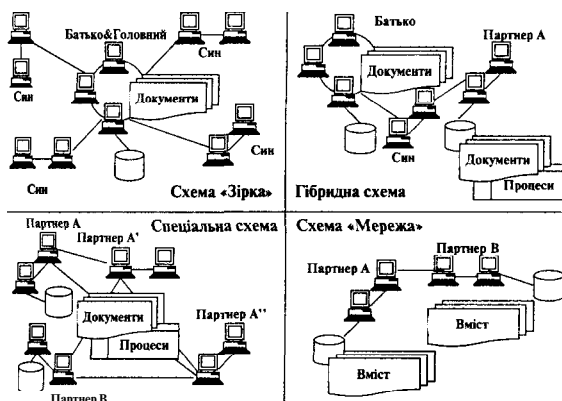 Батько&Головний
Син
Син
Документи
Син
Син
Схема «Зірка»
Батько
Партнер А
Документи
Син
Документи
Процеси
Гібридна схема
Партнер А
Спеціальна схема
Партнер А'
Документи
Процеси
Партнер А''
Партнер В
Схема «Мережа»
Партнер В
Партнер А
Вміст
Вміст